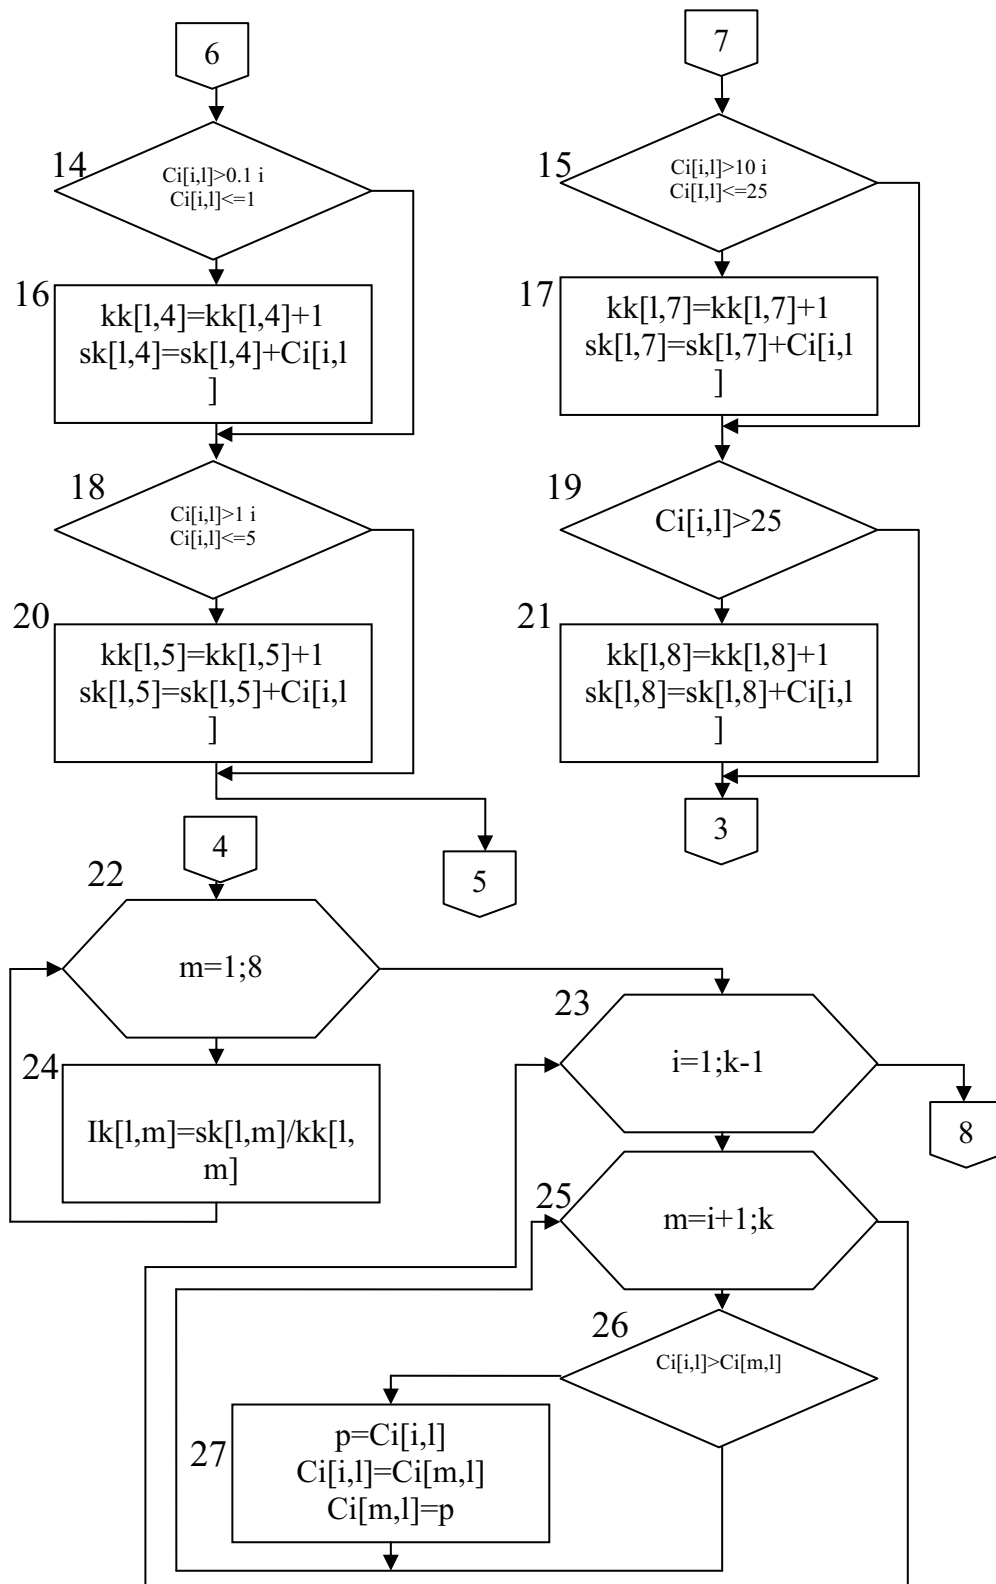 6
14
Ci[i,l]>0.1 i
Ci[i,l]<=1
16
kk[l,4]=kk[l,4]+1
sk[l,4]=sk[l,4]+Ci[i,l
]
18
Ci[i,l]>1 i
Ci[i,l]<=5
20
kk[l,5]=kk[l,5]+1
sk[l,5]=sk[l,5]+Ci[i,l
]
5
7
15
Ci[i,l]>10 i
Ci[I,l]<=25
17
kk[l,7]=kk[l,7]+1
sk[l,7]=sk[l,7]+Ci[i,l
]
19
Ci[i,l]>25
21
kk[l,8]=kk[l,8]+1
sk[l,8]=sk[l,8]+Ci[i,l
]
3
4
22
m=1;8
24
Ik[l,m]=sk[l,m]/kk[l,
m]
23
i=1;k-1
8
25
m=i+1;k
26
Ci[i,l]>Ci[m,l]
27
p=Ci[i,l]
Ci[i,l]=Ci[m,l]
Ci[m,l]=p